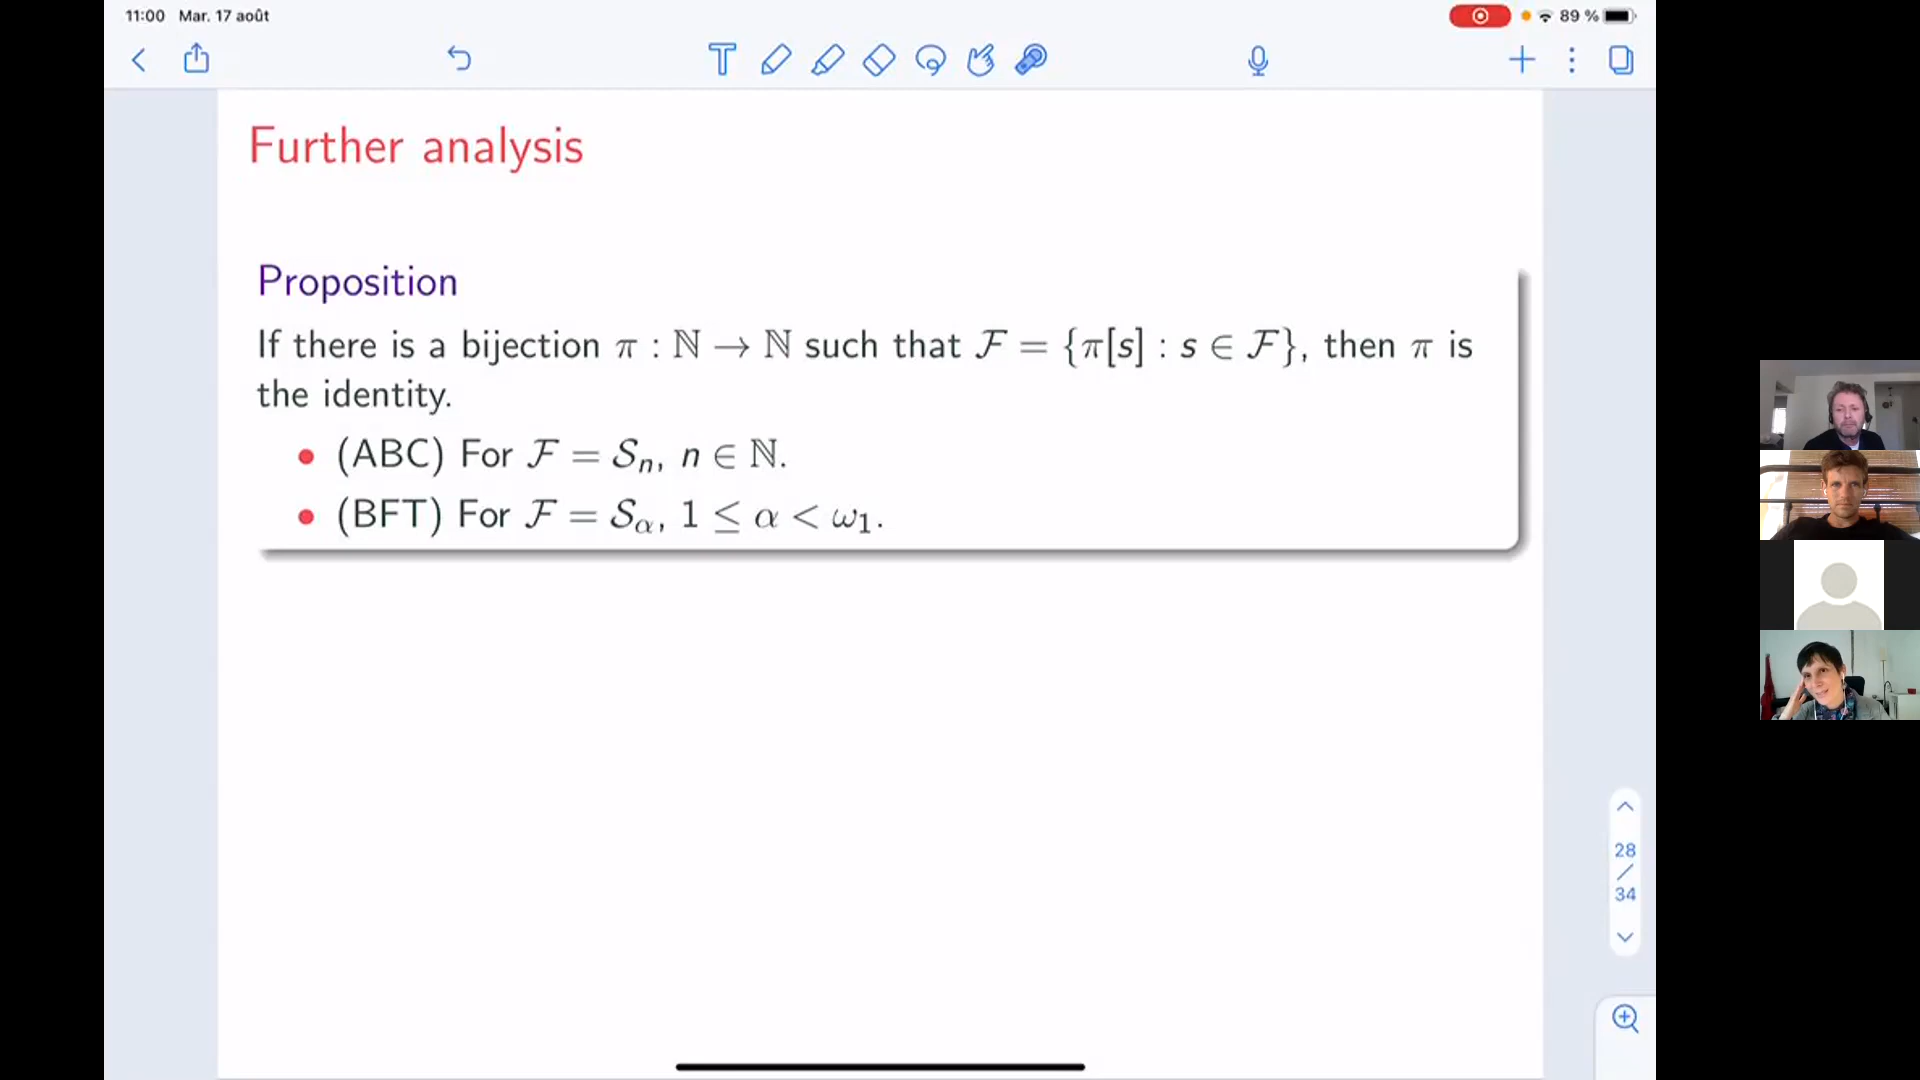 11:00 Mar. 17 août
89 %
Further analysis
Proposition
If there is a bijection π : ℕ → ℕ such that ℱ = {π[s] : s ∈ ℱ}, then π is
the identity.
• (ABC) For ℱ = 𝒮ₙ, n ∈ ℕ.
• (BFT) For ℱ = 𝒮_α, 1 ≤ α < ω₁.
28
/
34